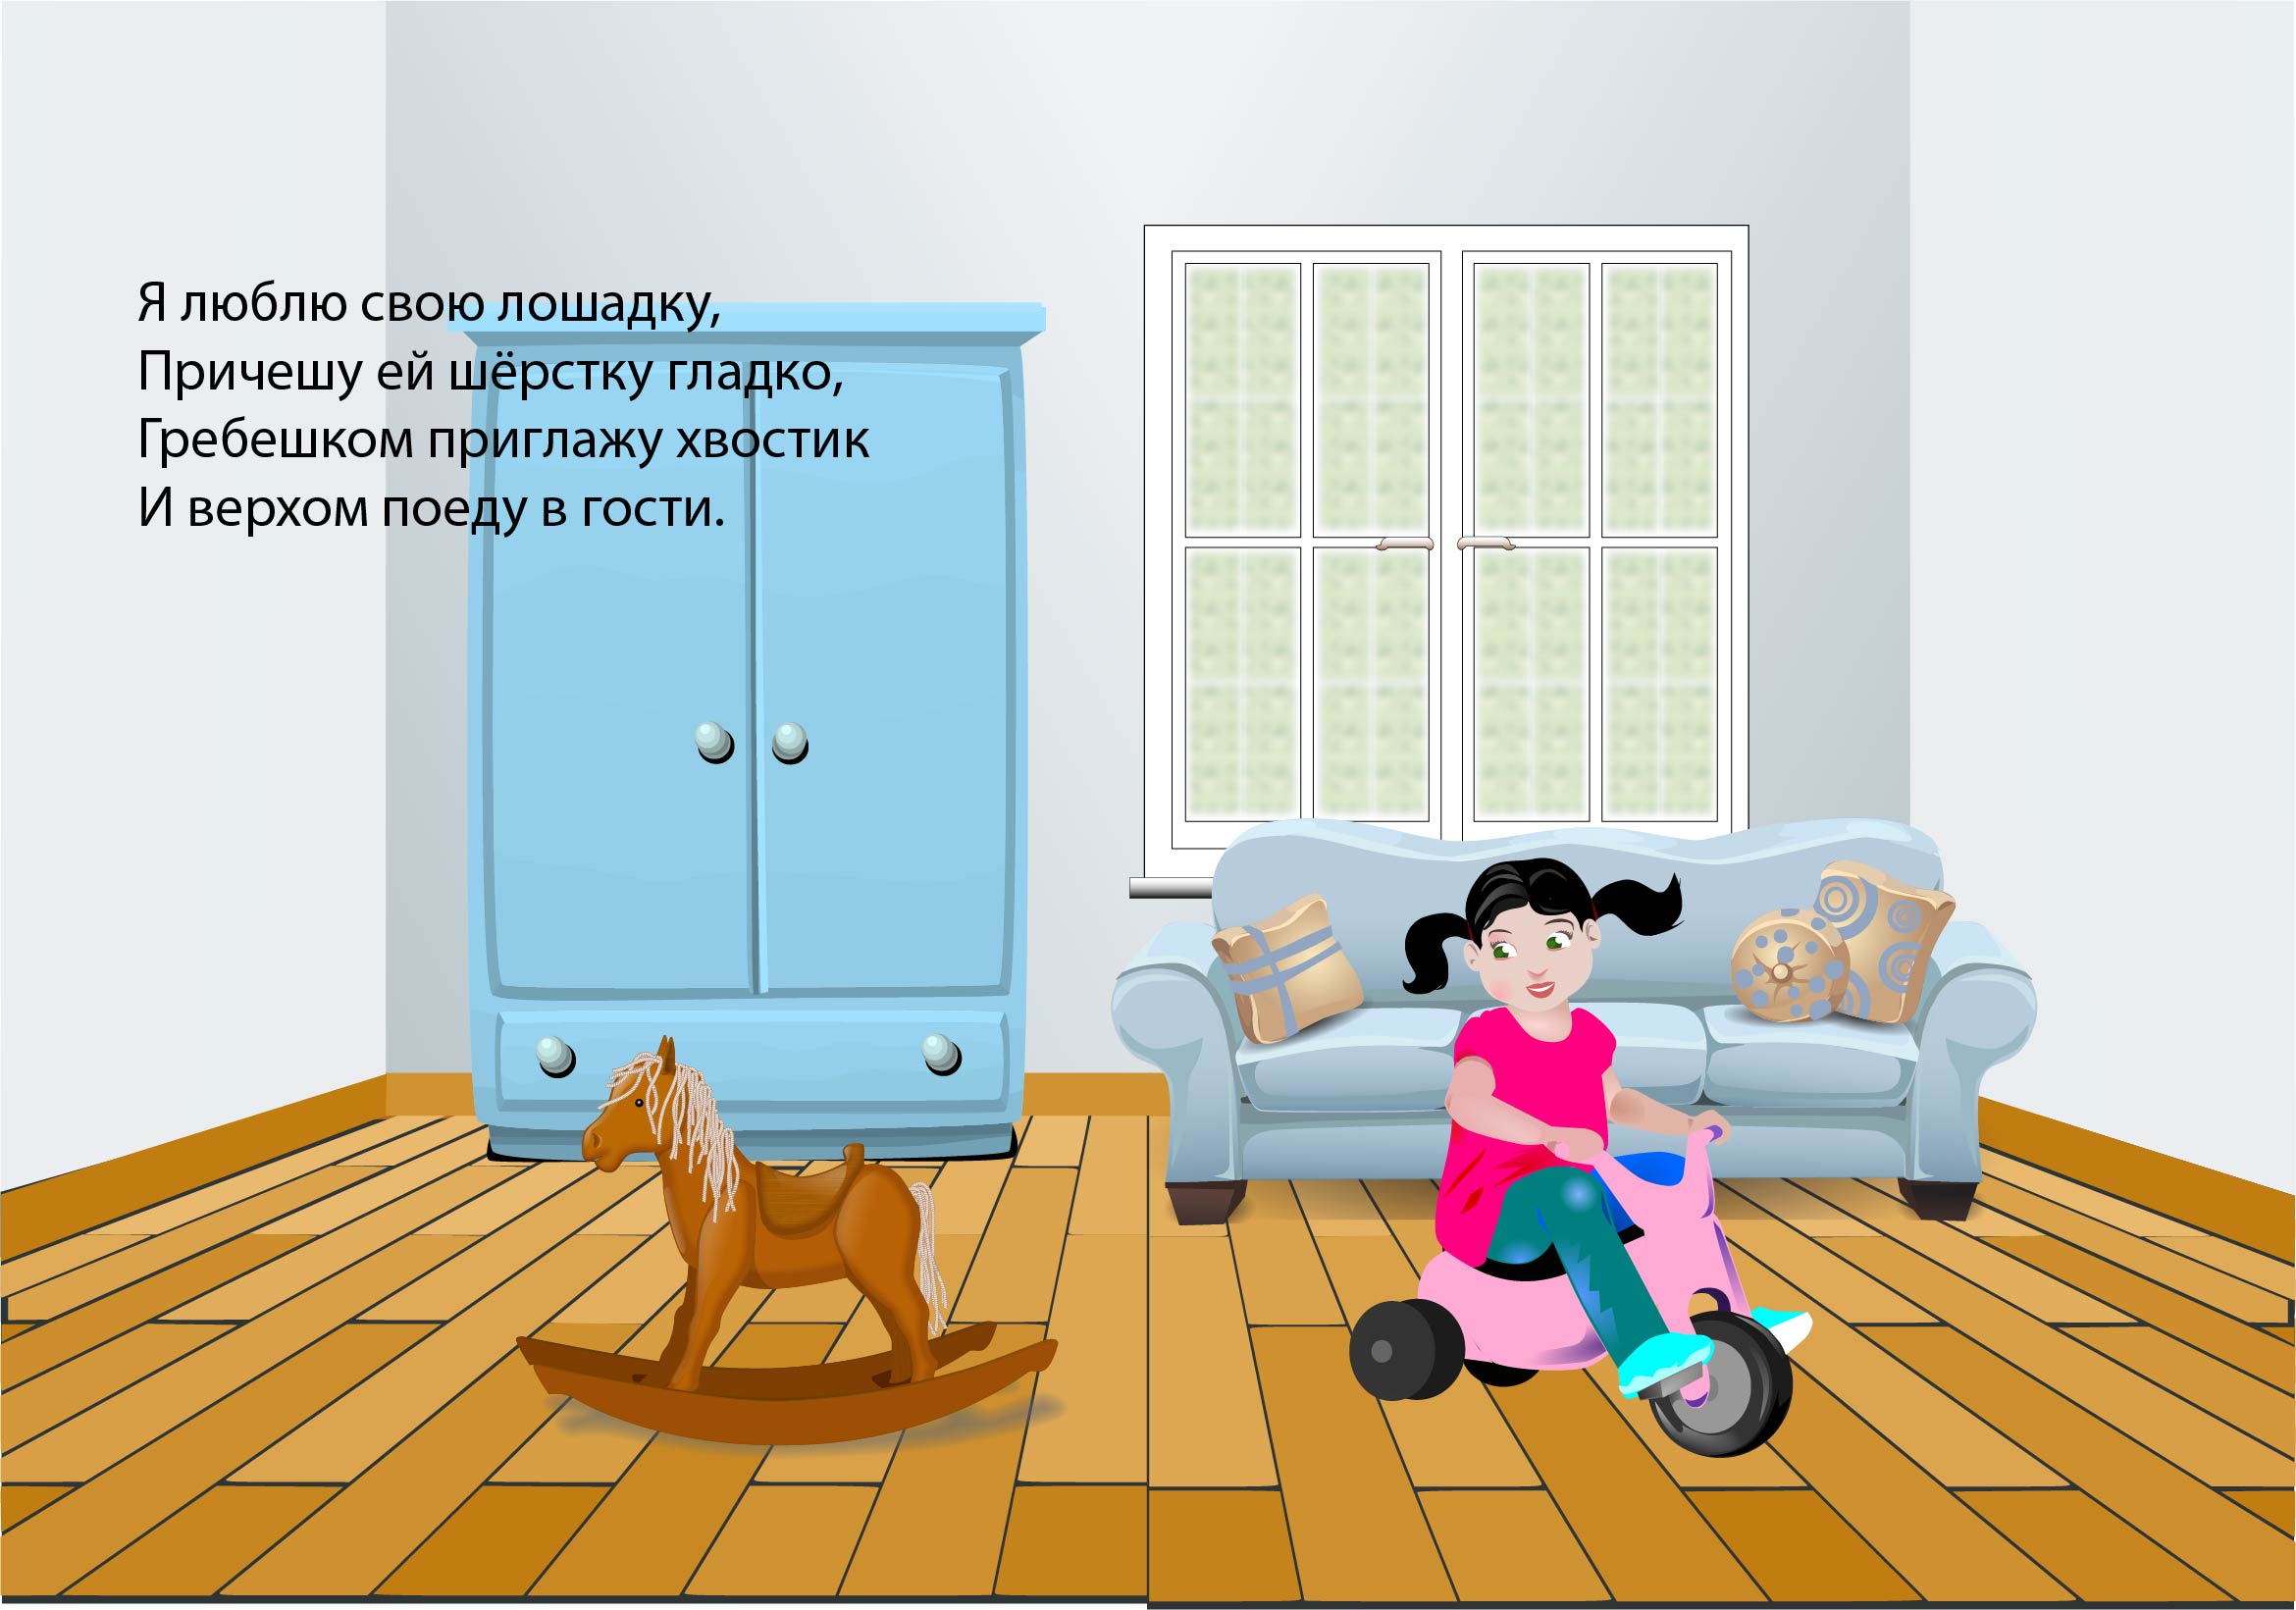 Я люблю свою лошадку,
Причешу ей шёрстку гладко,
Гребешком приглажу хвостик
И верхом поеду в гости.